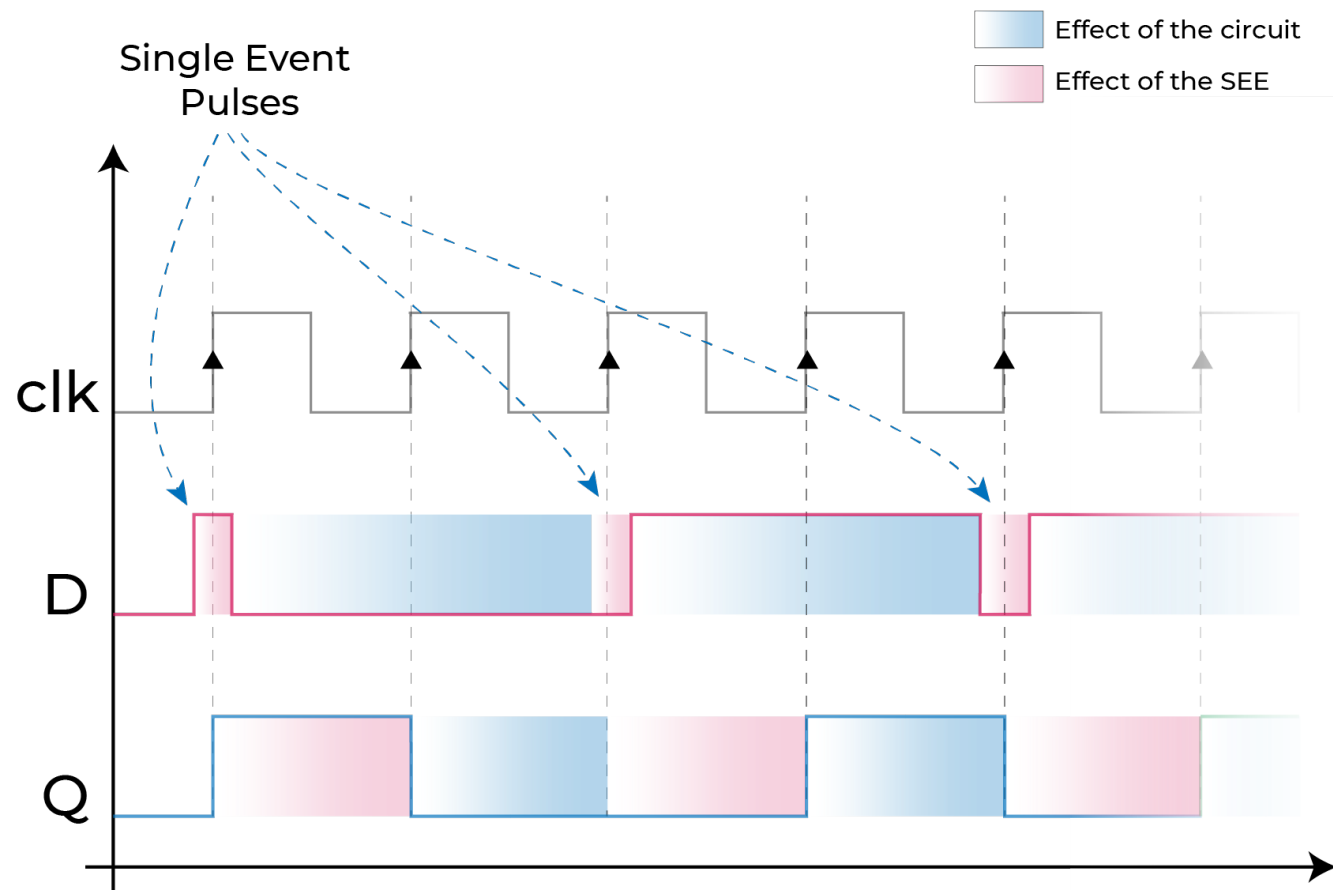 Effect of the circuit
Effect of the SEE
Single Event
Pulses
clk
D
Q